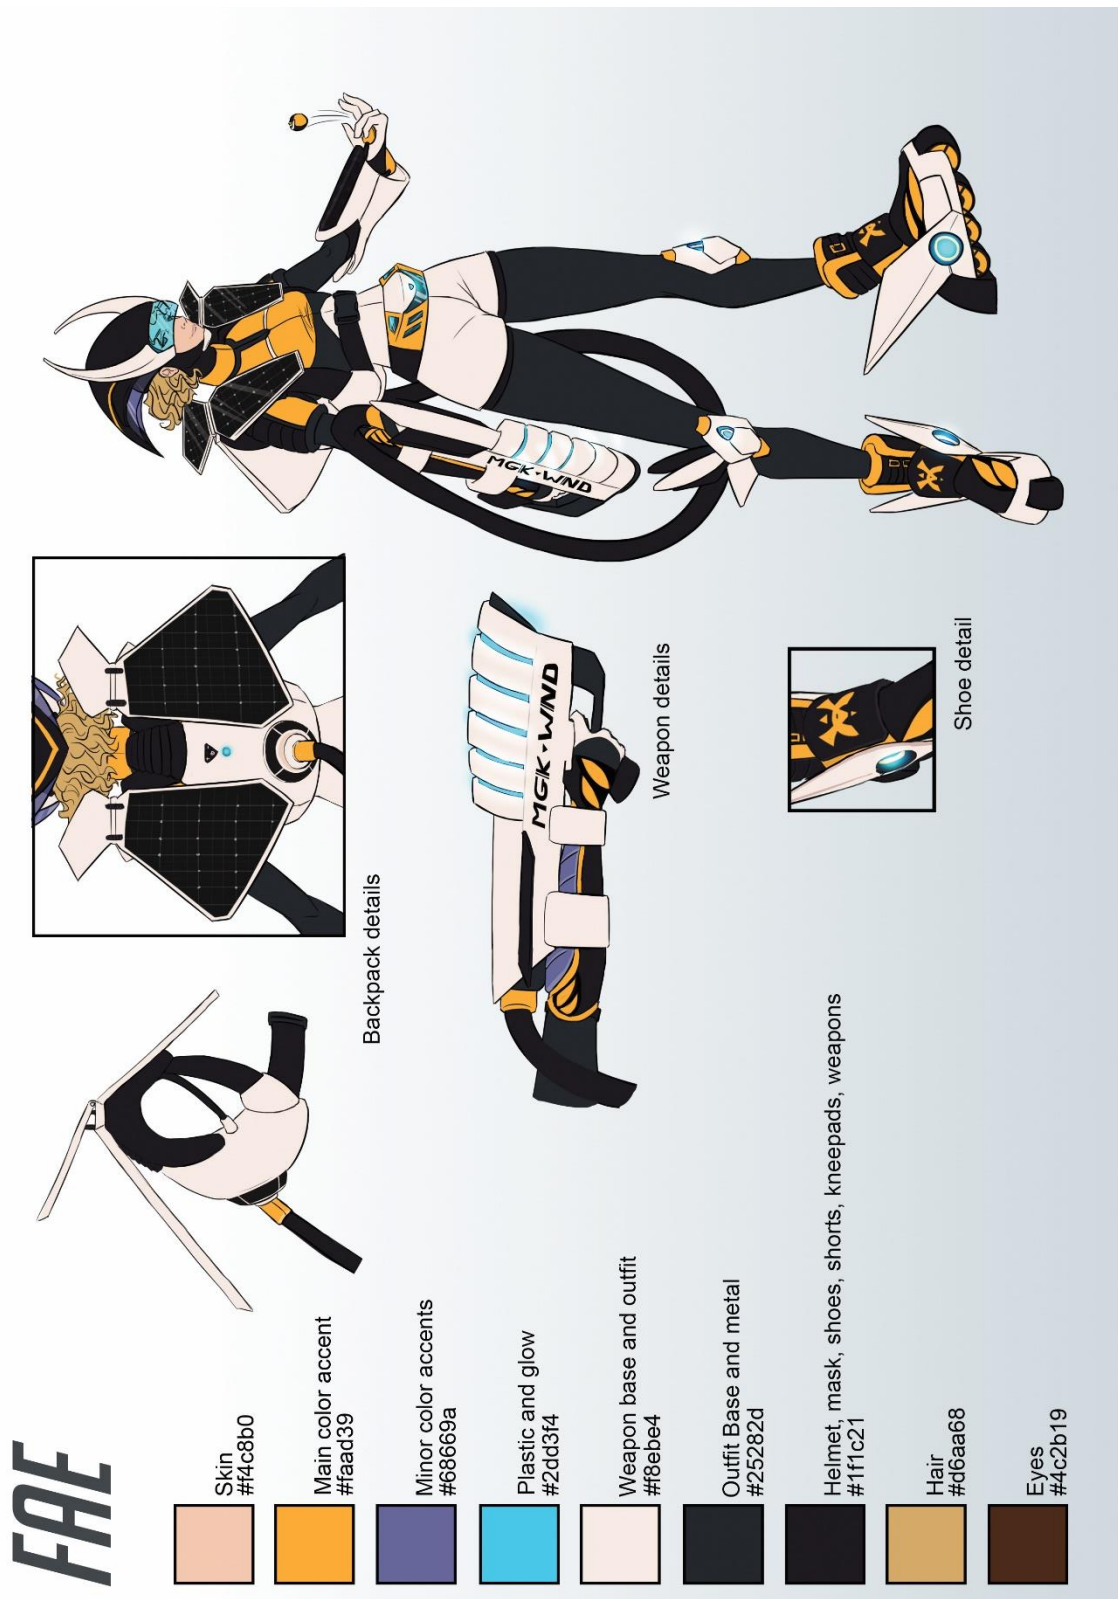 FAE
Skin
#f4c8b0
Main color accent
#faad39
Minor color accents
#68669a
Plastic and glow
#2dd3f4
Weapon base and outfit
#f8ebe4
Outfit Base and metal
#25282d
Helmet, mask, shoes, shorts, kneepads, weapons
#1f1c21
Hair
#d6aa68
Eyes
#4c2b19
Backpack details
MGK·WND
Weapon details
Shoe detail
MGK·WND